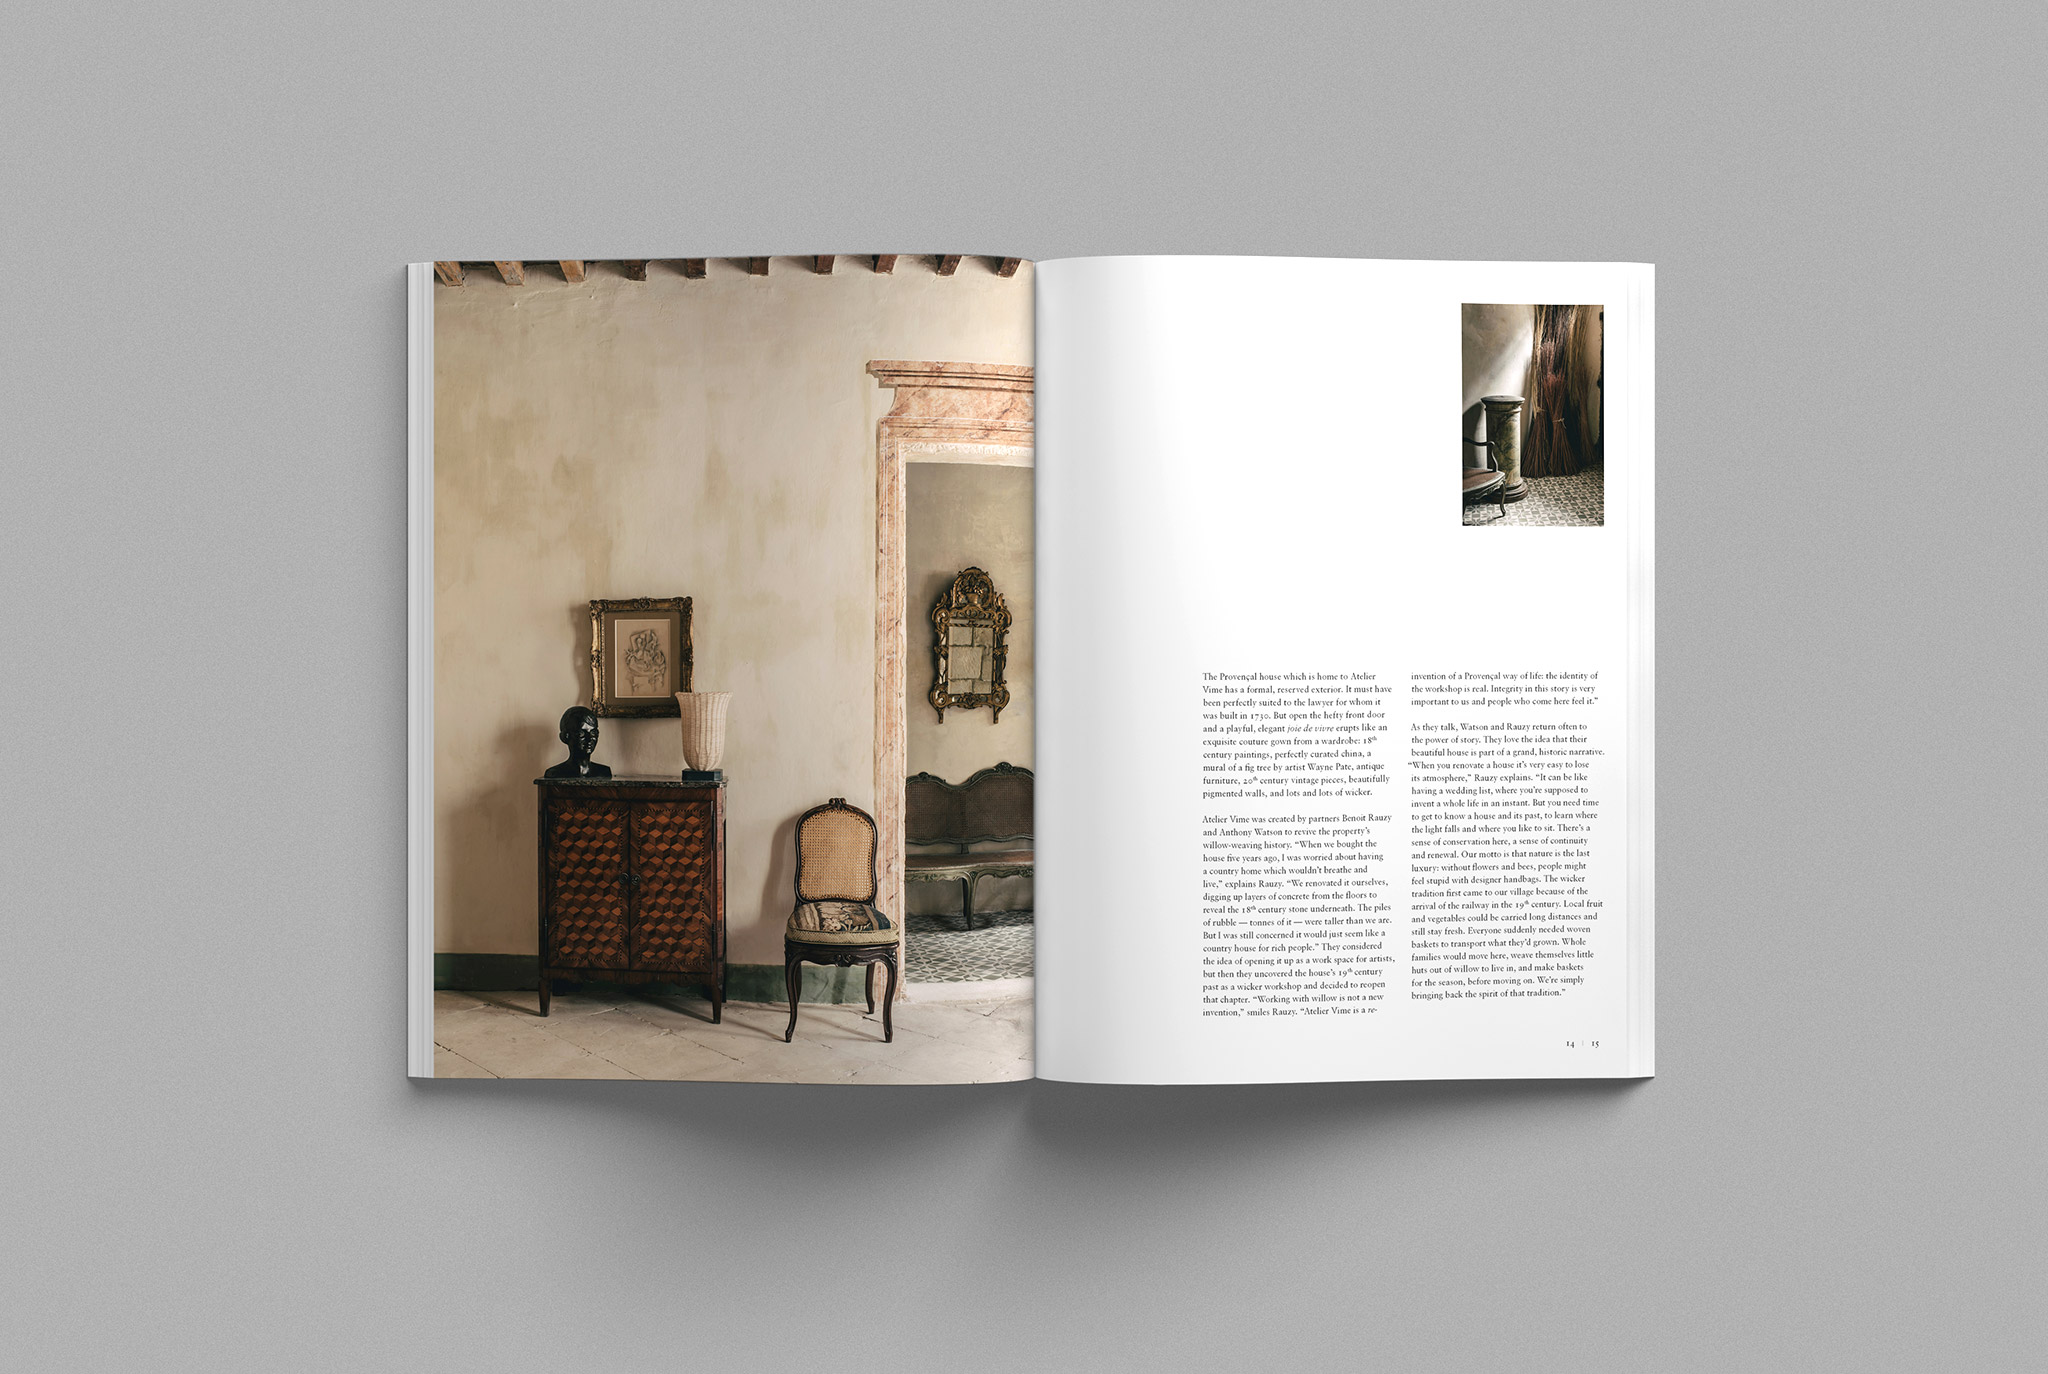 The Provençal house which is home to Atelier
Vime has a formal, reserved exterior. It must have
been perfectly suited to the lawyer for whom it
was built in 1730. But open the hefty front door
and a playful, elegant joie de vivre erupts like an
exquisite couture gown from a wardrobe: 18th
century paintings, perfectly curated china, a
mural of a fig tree by artist Wayne Pate, antique
furniture, 20th century vintage pieces, beautifully
pigmented walls, and lots and lots of wicker.
Atelier Vime was created by partners Benoit Rauzy
and Anthony Watson to revive the property’s
willow-weaving history. “When we bought the
house five years ago, I was worried about having
a country home which wouldn’t breathe and
live,” explains Rauzy. “We renovated it ourselves,
digging up layers of concrete from the floors to
reveal the 18th century stone underneath. The piles
of rubble — tonnes of it — were taller than we are.
But I was still concerned it would just seem like a
country house for rich people.” They considered
the idea of opening it up as a work space for artists,
but then they uncovered the house’s 19th century
past as a wicker workshop and decided to reopen
that chapter. “Working with willow is not a new
invention,” smiles Rauzy. “Atelier Vime is a re-
invention of a Provençal way of life: the identity of
the workshop is real. Integrity in this story is very
important to us and people who come here feel it.”
As they talk, Watson and Rauzy return often to
the power of story. They love the idea that their
beautiful house is part of a grand, historic narrative.
“When you renovate a house it’s very easy to lose
its atmosphere,” Rauzy explains. “It can be like
having a wedding list, where you’re supposed to
invent a whole life in an instant. But you need time
to get to know a house and its past, to learn where
the light falls and where you like to sit. There’s a
sense of conservation here, a sense of continuity
and renewal. Our motto is that nature is the last
luxury: without flowers and bees, people might
feel stupid with designer handbags. The wicker
tradition first came to our village because of the
arrival of the railway in the 19th century. Local fruit
and vegetables could be carried long distances and
still stay fresh. Everyone suddenly needed woven
baskets to transport what they’d grown. Whole
families would move here, weave themselves little
huts out of willow to live in, and make baskets
for the season, before moving on. We’re simply
bringing back the spirit of that tradition.”
14 | 15